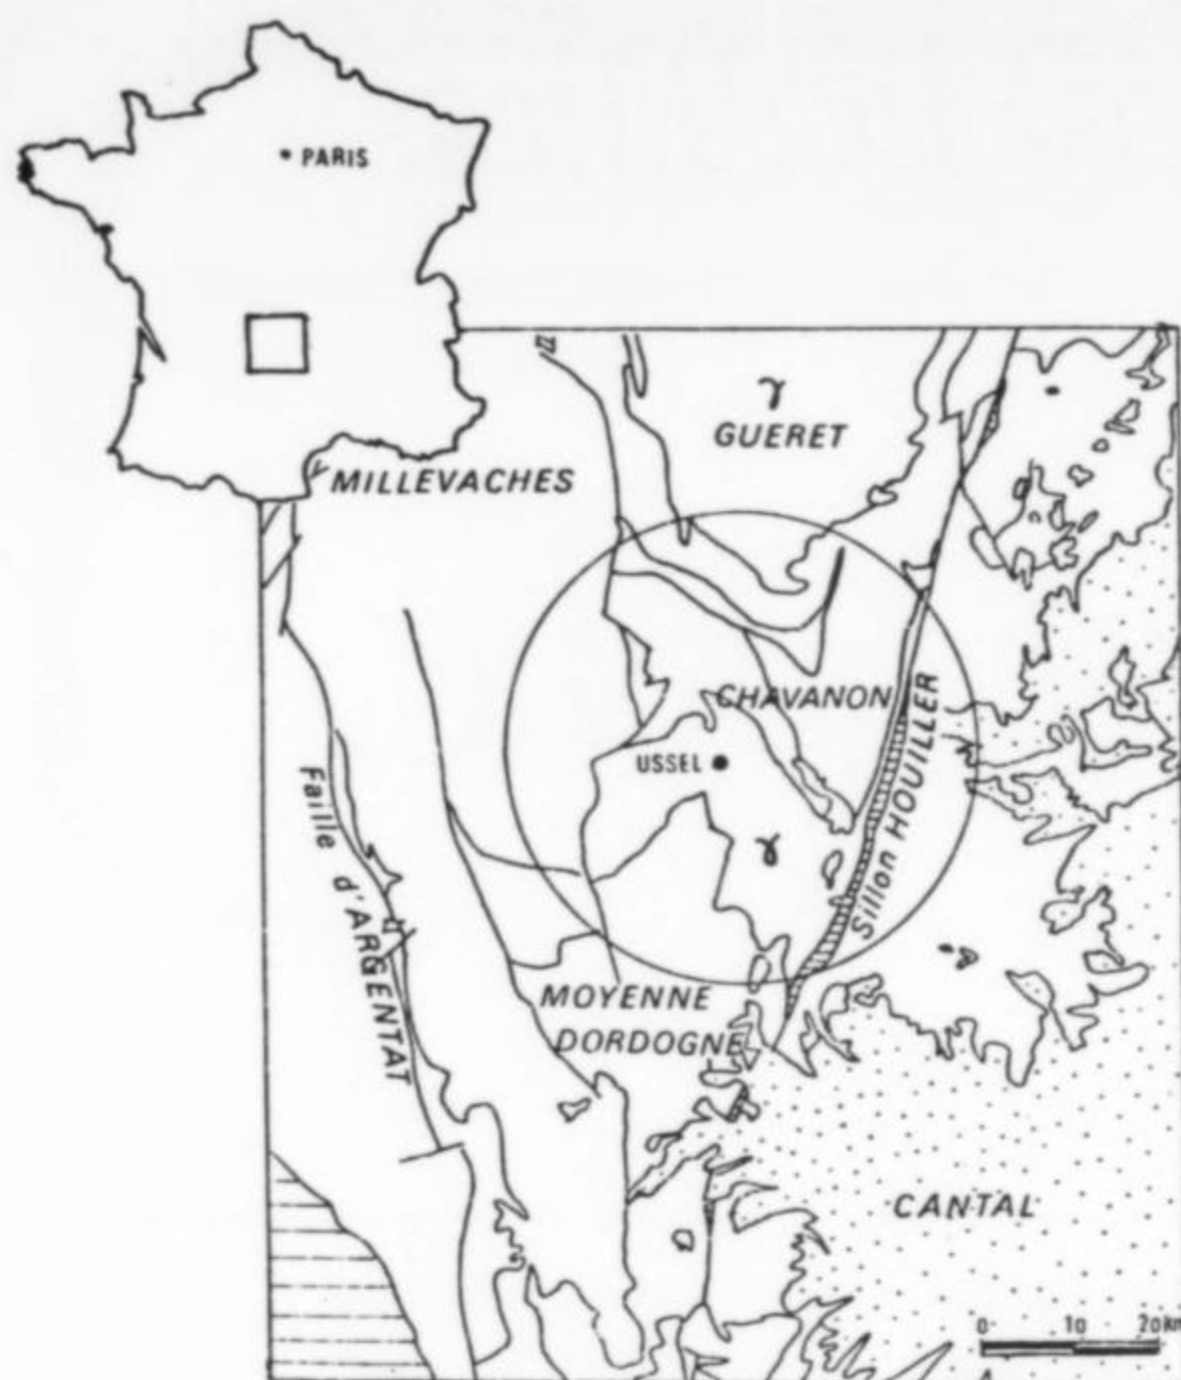 PARIS
γ
GUERET
γ MILLEVACHES
CHAVANON
USSEL
γ
Sillon HOUILLER
Faille d'ARGENTAT
MOYENNE
DORDOGNE
CANTAL
0 10 20km